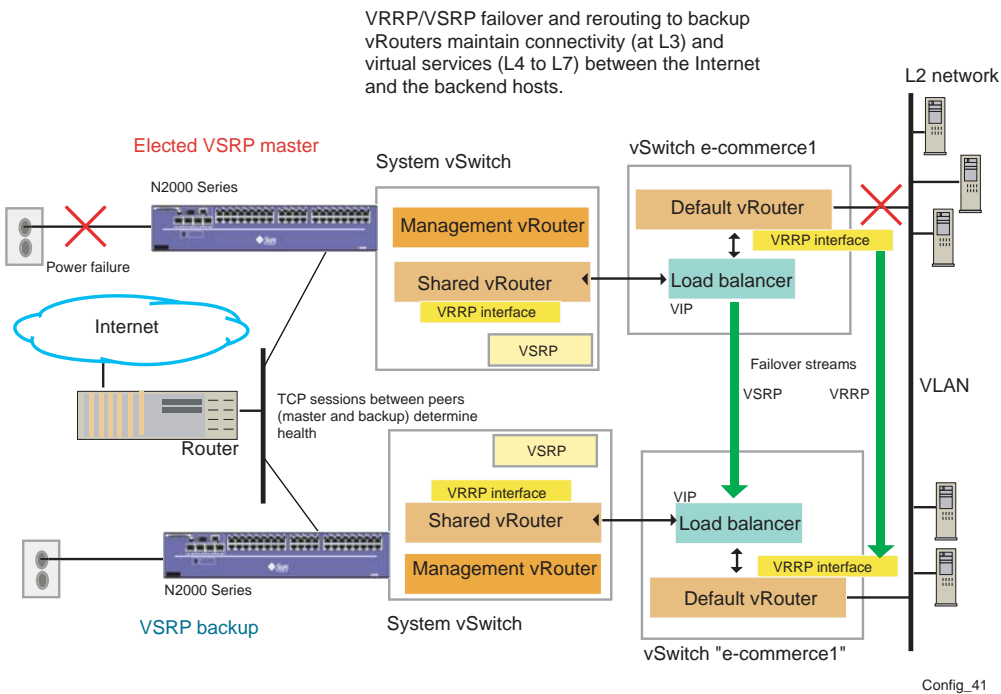 VRRP/VSRP failover and rerouting to backup
vRouters maintain connectivity (at L3) and
virtual services (L4 to L7) between the Internet
and the backend hosts.
L2 network
Elected VSRP master
System vSwitch
vSwitch e-commerce1
N2000 Series
Sun
Power failure
Management vRouter
Shared vRouter
VRRP interface
VSRP
Default vRouter
VRRP interface
Load balancer
VIP
Internet
Router
TCP sessions between peers
(master and backup) determine
health
Failover streams
VSRP
VRRP
VLAN
VSRP
VRRP interface
Shared vRouter
Management vRouter
System vSwitch
VIP
Load balancer
VRRP interface
Default vRouter
vSwitch "e-commerce1"
Sun
N2000 Series
VSRP backup
Config_41